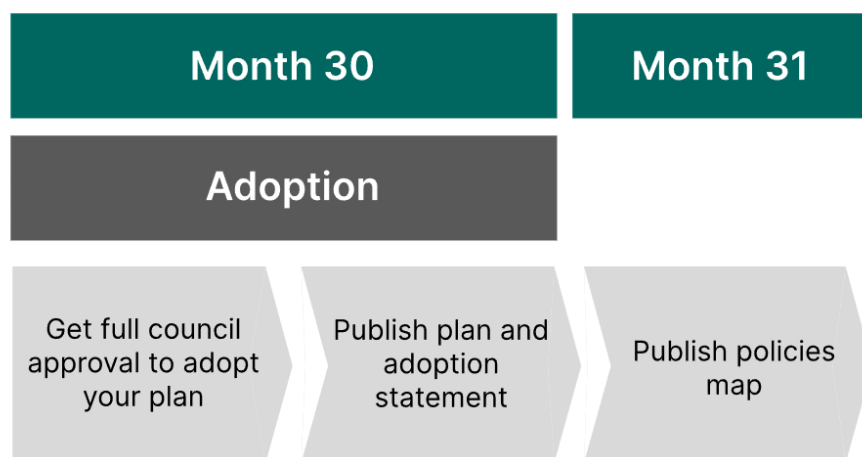 Month 30
Month 31
Adoption
Get full council
approval to adopt
your plan
Publish plan and
adoption
statement
Publish policies
map